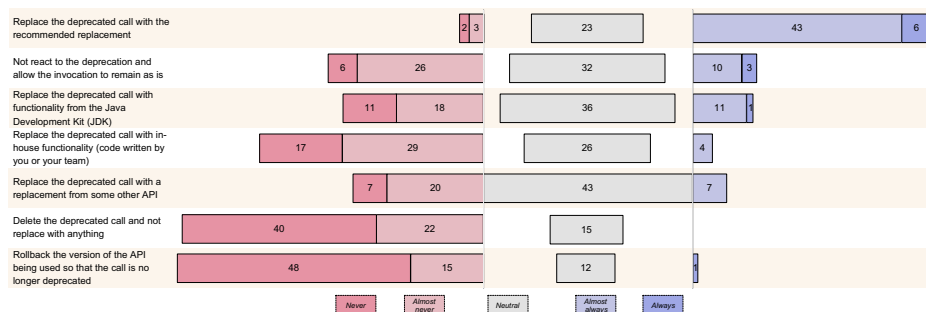 Replace the deprecated call with the
recommended replacement
2 3 23 43 6
Not react to the deprecation and
allow the invocation to remain as is
6 26 32 10 3
Replace the deprecated call with
functionality from the Java
Development Kit (JDK)
11 18 36 11 1
Replace the deprecated call with in-
house functionality (code written by
you or your team)
17 29 26 4
Replace the deprecated call with a
replacement from some other API
7 20 43 7
Delete the deprecated call and not
replace with anything
40 22 15
Rollback the version of the API
being used so that the call is no
longer deprecated
48 15 12 1
Never Almost never Neutral Almost always Always